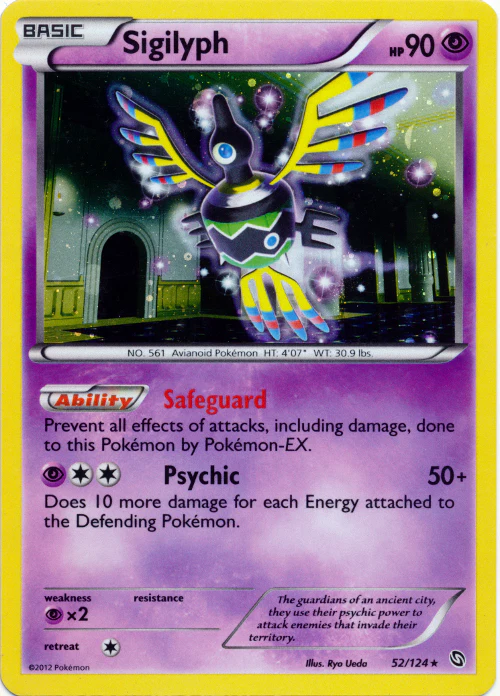 BASIC
Sigilyph
HP 90
NO. 561 Avianoid Pokémon HT: 4'07" WT: 30.9 lbs.
Ability Safeguard
Prevent all effects of attacks, including damage, done
to this Pokémon by Pokémon-EX.
Psychic 50+
Does 10 more damage for each Energy attached to
the Defending Pokémon.
weakness resistance
×2
The guardians of an ancient city,
they use their psychic power to
attack enemies that invade their
territory.
retreat
©2012 Pokémon
Illus. Ryo Ueda 52/124★